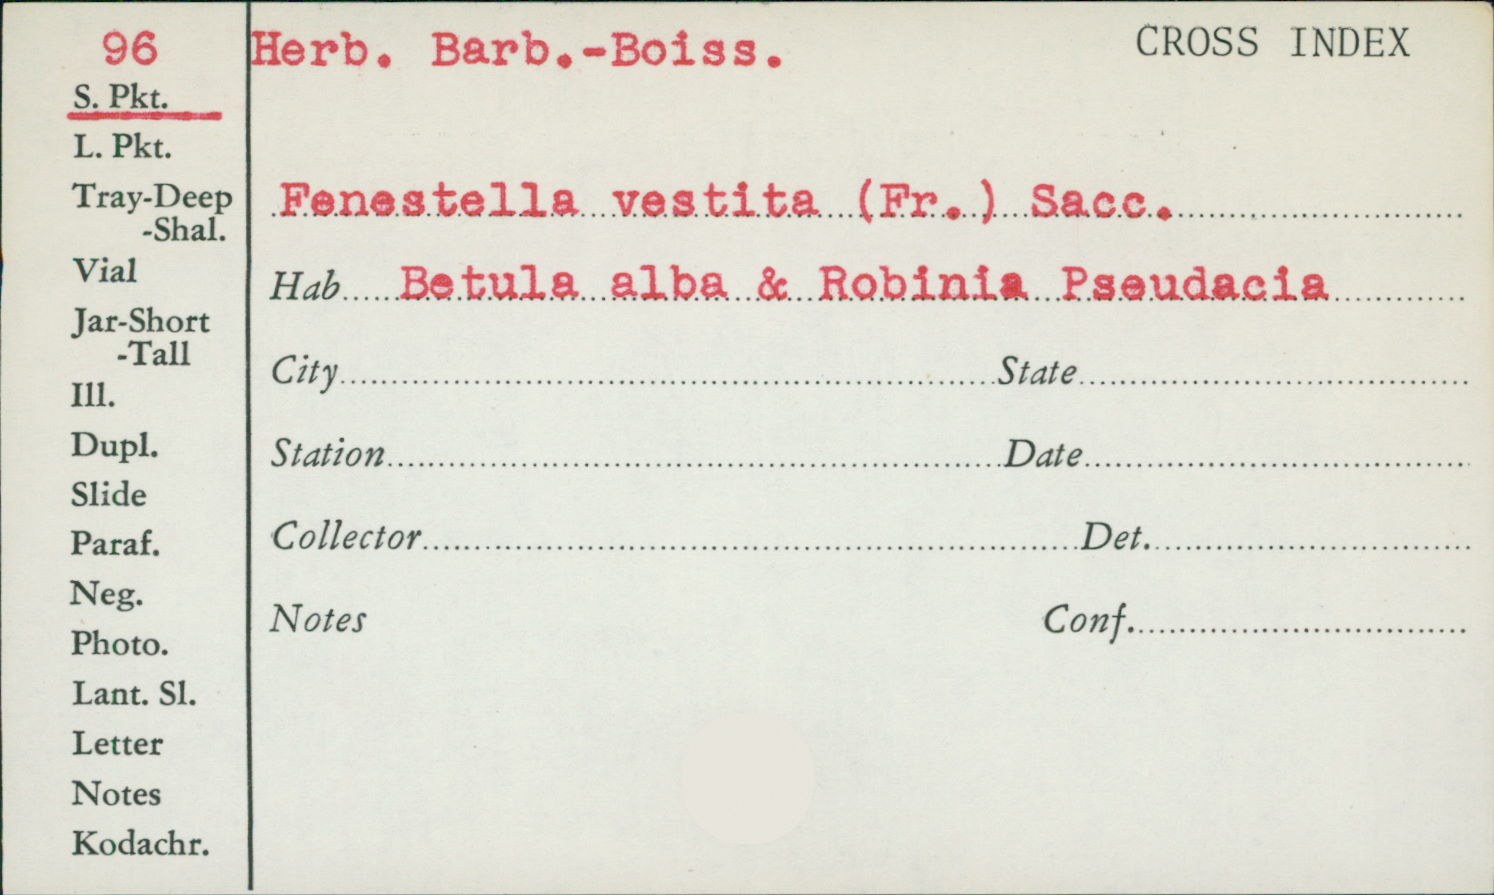 96
Herb. Barb.-Boiss.
CROSS INDEX
S. Pkt.
L. Pkt.
Tray-Deep
-Shal.
Vial
Jar-Short
-Tall
Ill.
Dupl.
Slide
Paraf.
Neg.
Photo.
Lant. Sl.
Letter
Notes
Kodachr.
Fenestella vestita (Fr.) Sacc.
Hab Betula alba & Robinia Pseudacia
City State
Station Date
Collector Det.
Notes Conf.